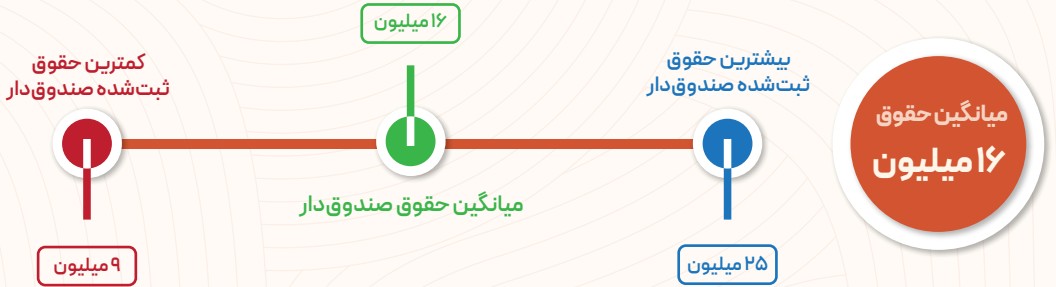 میانگین حقوق
۱۶ میلیون
بیشترین حقوق
ثبت‌شده صندوق‌دار
۲۵ میلیون
۱۶ میلیون
میانگین حقوق صندوق‌دار
کمترین حقوق
ثبت‌شده صندوق‌دار
۹ میلیون